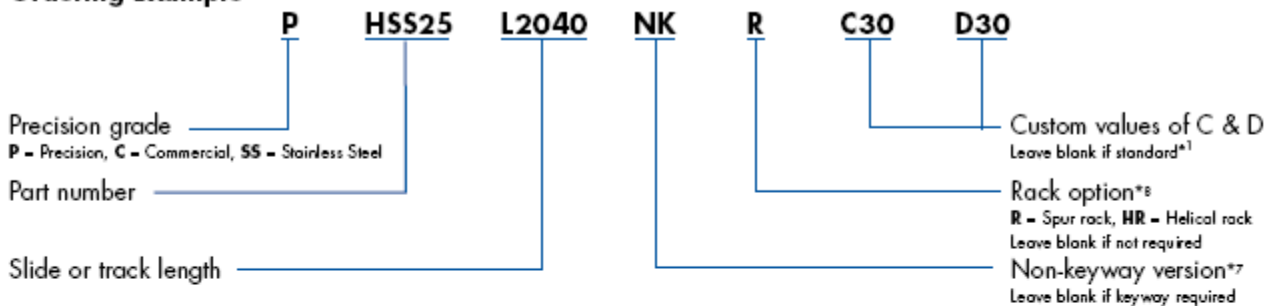 P HSS25 L2040 NK R C30 D30
Precision grade
P = Precision, C = Commercial, SS = Stainless Steel
Part number
Slide or track length
Custom values of C & D
Leave blank if standard*1
Rack option*8
R = Spur rack, HR = Helical rack
Leave blank if not required
Non-keyway version*7
Leave blank if keyway required